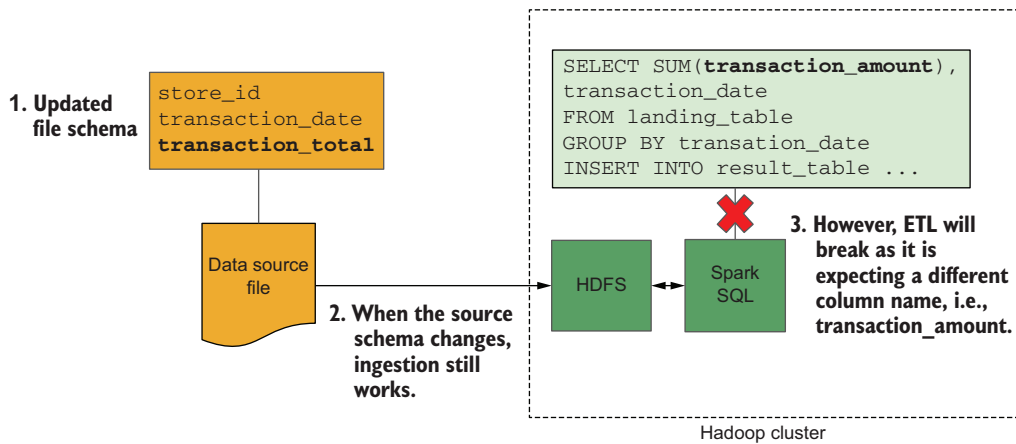 1. Updated
file schema
store_id
transaction_date
transaction_total
Data source
file
2. When the source
schema changes,
ingestion still
works.
SELECT SUM(transaction_amount),
transaction_date
FROM landing_table
GROUP BY transation_date
INSERT INTO result_table ...
HDFS
Spark
SQL
3. However, ETL will
break as it is
expecting a different
column name, i.e.,
transaction_amount.
Hadoop cluster